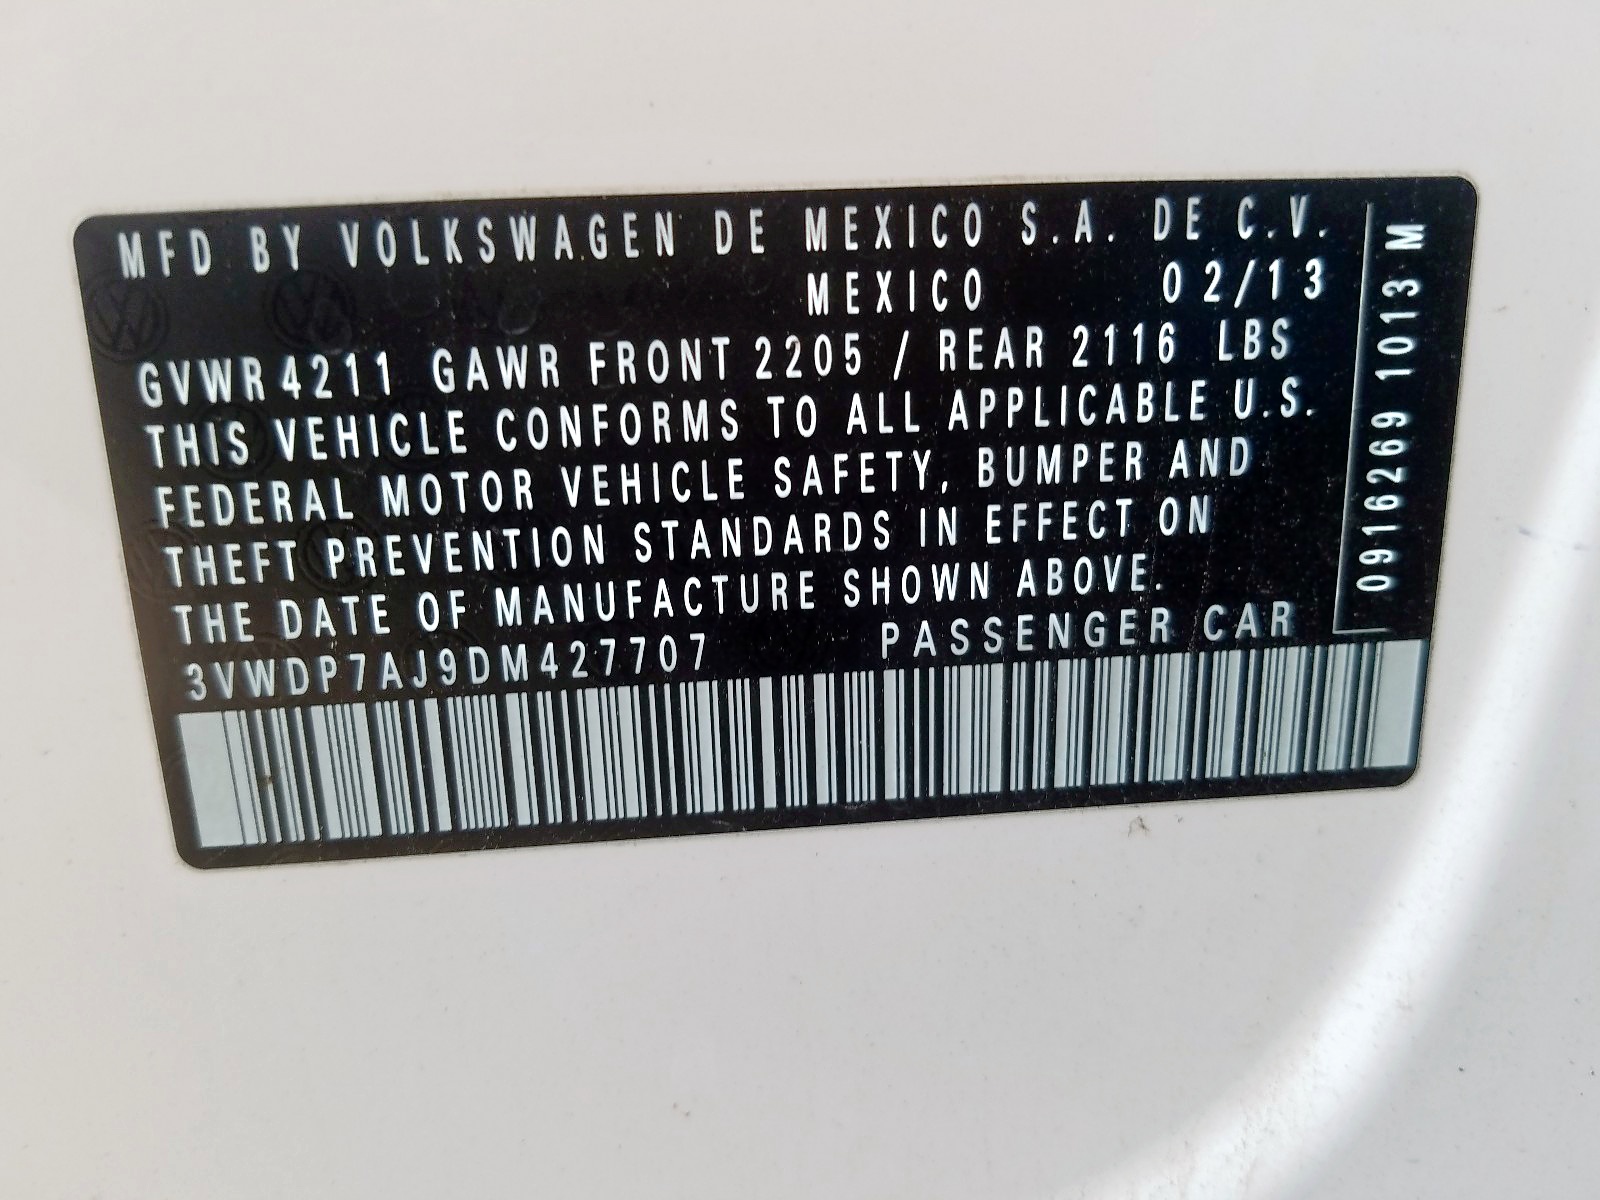 MFD BY VOLKSWAGEN DE MEXICO S.A. DE C.V.
MEXICO 02/13
GVWR 4211 GAWR FRONT 2205 / REAR 2116 LBS
THIS VEHICLE CONFORMS TO ALL APPLICABLE U.S.
FEDERAL MOTOR VEHICLE SAFETY, BUMPER AND
THEFT PREVENTION STANDARDS IN EFFECT ON
THE DATE OF MANUFACTURE SHOWN ABOVE.
3VWDP7AJ9DM427707 PASSENGER CAR
0916269 1013 M